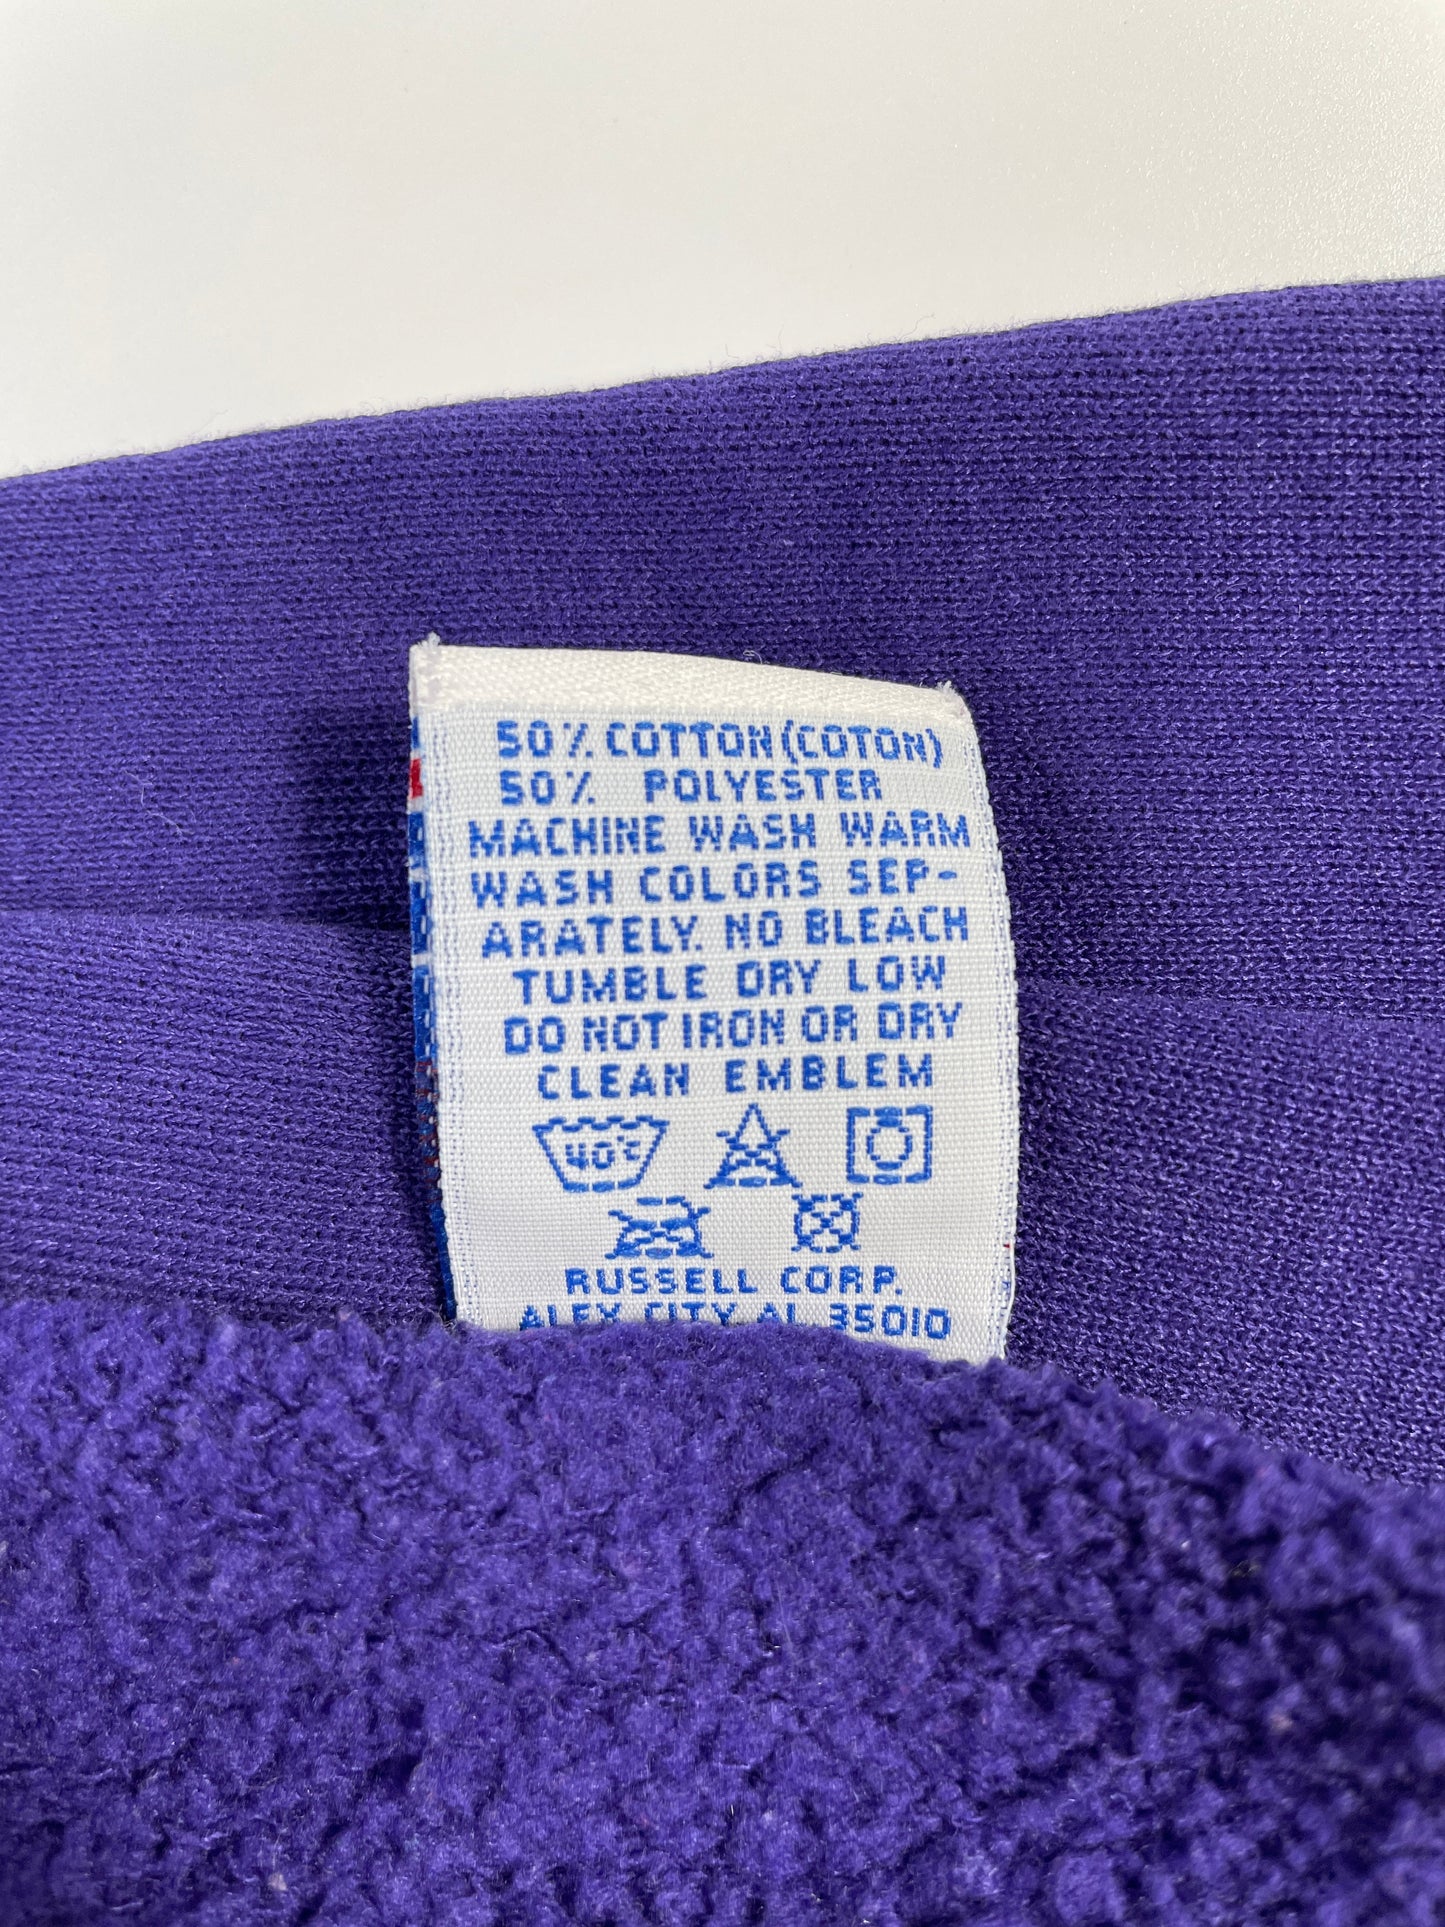 50% COTTON(COTON)
50% POLYESTER
MACHINE WASH WARM
WASH COLORS SEP-
ARATELY. NO BLEACH
TUMBLE DRY LOW
DO NOT IRON OR DRY
CLEAN EMBLEM
40°C
RUSSELL CORP.
ALEX CITY AL 35010